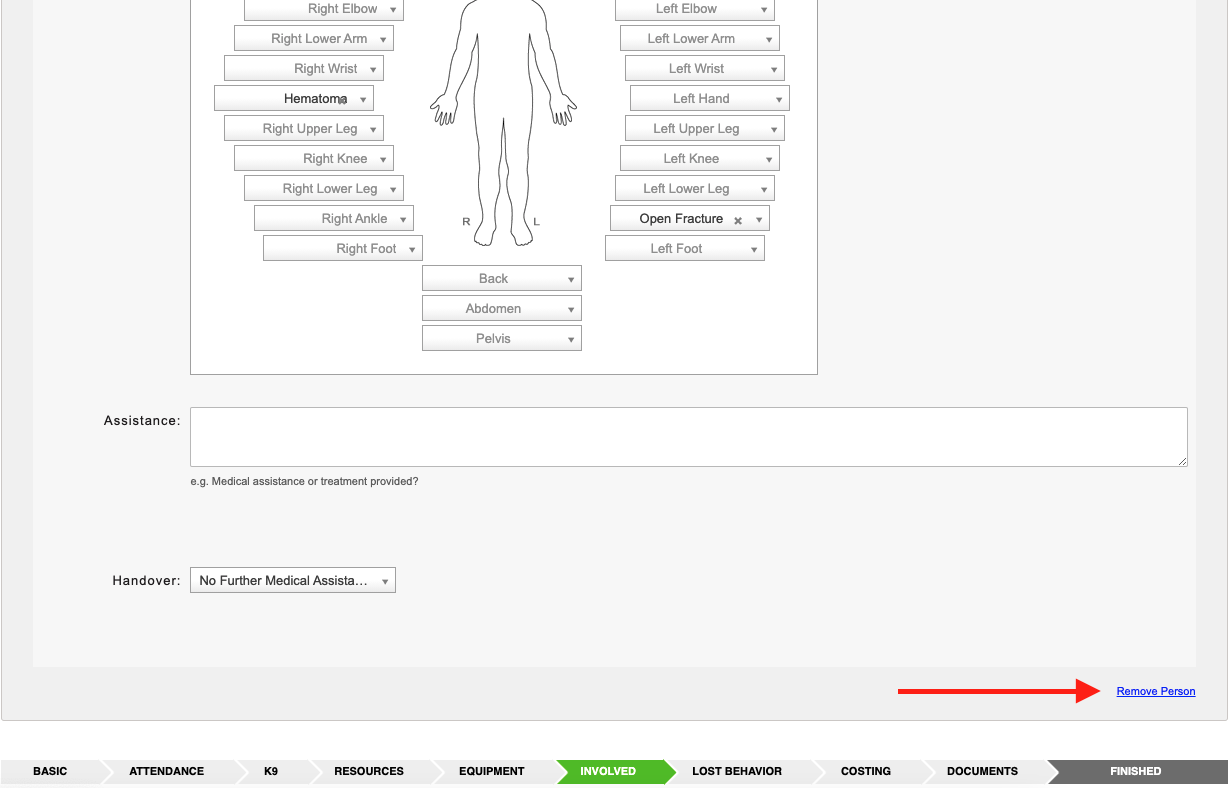 Right Elbow Left Elbow
Right Lower Arm Left Lower Arm
Right Wrist Left Wrist
Hematoma Left Hand
Right Upper Leg Left Upper Leg
Right Knee Left Knee
Right Lower Leg Left Lower Leg
Right Ankle R L Open Fracture
Right Foot Left Foot
Back
Abdomen
Pelvis
Assistance:
e.g. Medical assistance or treatment provided?
Handover: No Further Medical Assista...
Remove Person
BASIC ATTENDANCE K9 RESOURCES EQUIPMENT INVOLVED LOST BEHAVIOR COSTING DOCUMENTS FINISHED